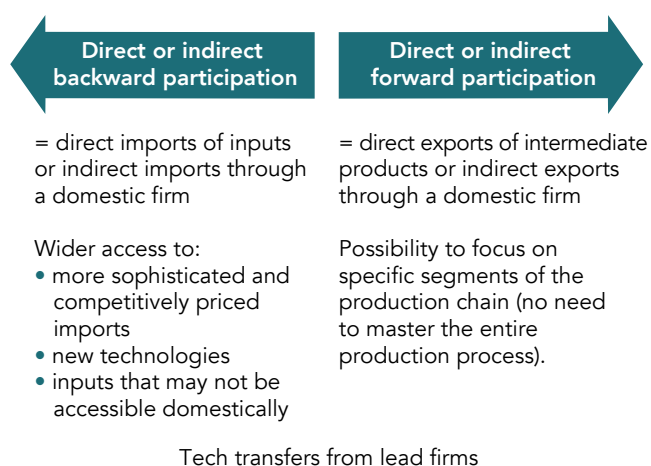 Direct or indirect
backward participation
= direct imports of inputs
or indirect imports through
a domestic firm
Wider access to:
• more sophisticated and
competitively priced
imports
• new technologies
• inputs that may not be
accessible domestically
Direct or indirect
forward participation
= direct exports of intermediate
products or indirect exports
through a domestic firm
Possibility to focus on
specific segments of the
production chain (no need
to master the entire
production process).
Tech transfers from lead firms